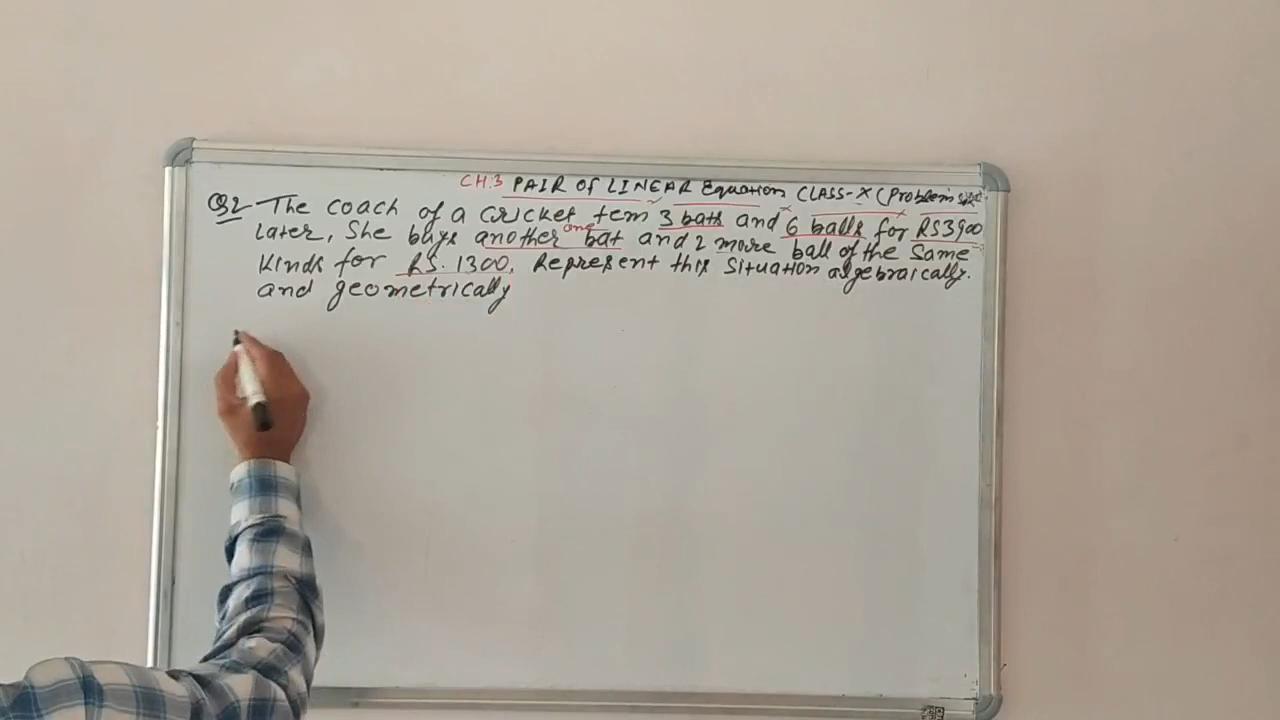 CH.3 PAIR OF LINEAR Equation CLASS-X (Problem
Q2 The coach of a cricket tem 3 bats and 6 balls for RS3900
later, She buys another one bat and 2 more ball of the same
Kinds for RS. 1300. Represent this situation algebraically.
and geometrically